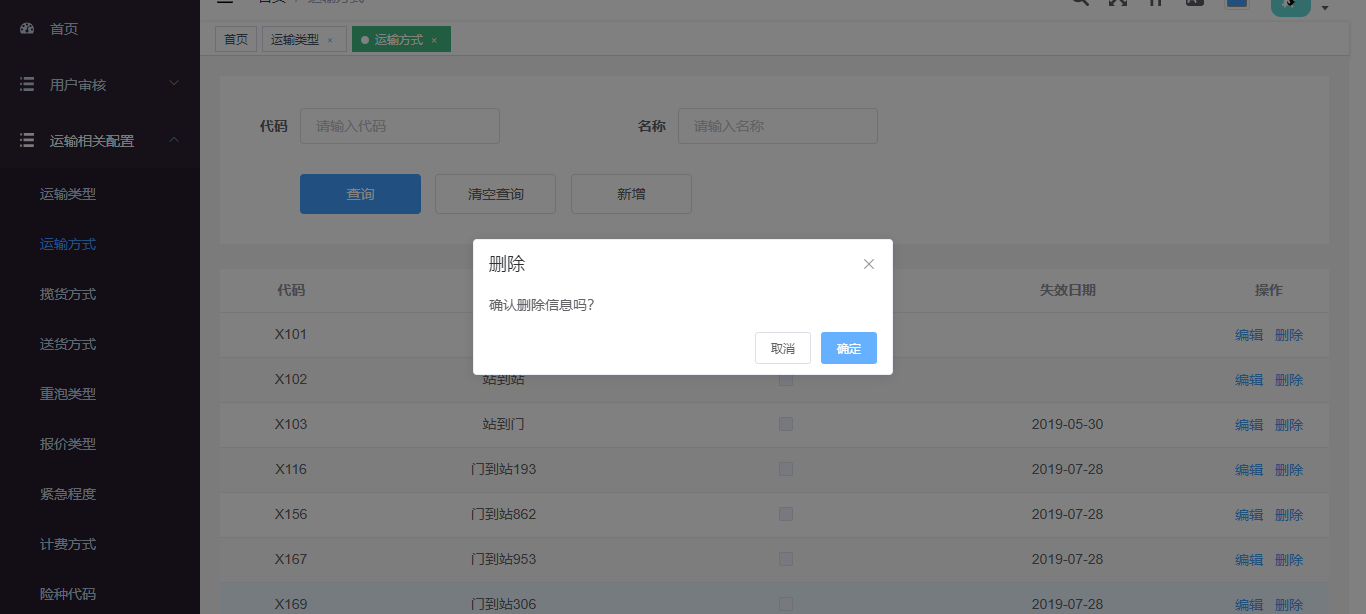 首页 / 运输方式
首页
首页
运输类型 ×
运输方式 ×
用户审核
运输相关配置
运输类型
运输方式
揽货方式
送货方式
重泡类型
报价类型
紧急程度
计费方式
险种代码
代码 请输入代码
名称 请输入名称
查询
清空查询
新增
删除
确认删除信息吗?
取消
确定
代码 失效日期 操作
X101 编辑 删除
X102 站到站 编辑 删除
X103 站到门 2019-05-30 编辑 删除
X116 门到站193 2019-07-28 编辑 删除
X156 门到站862 2019-07-28 编辑 删除
X167 门到站953 2019-07-28 编辑 删除
X169 门到站306 2019-07-28 编辑 删除